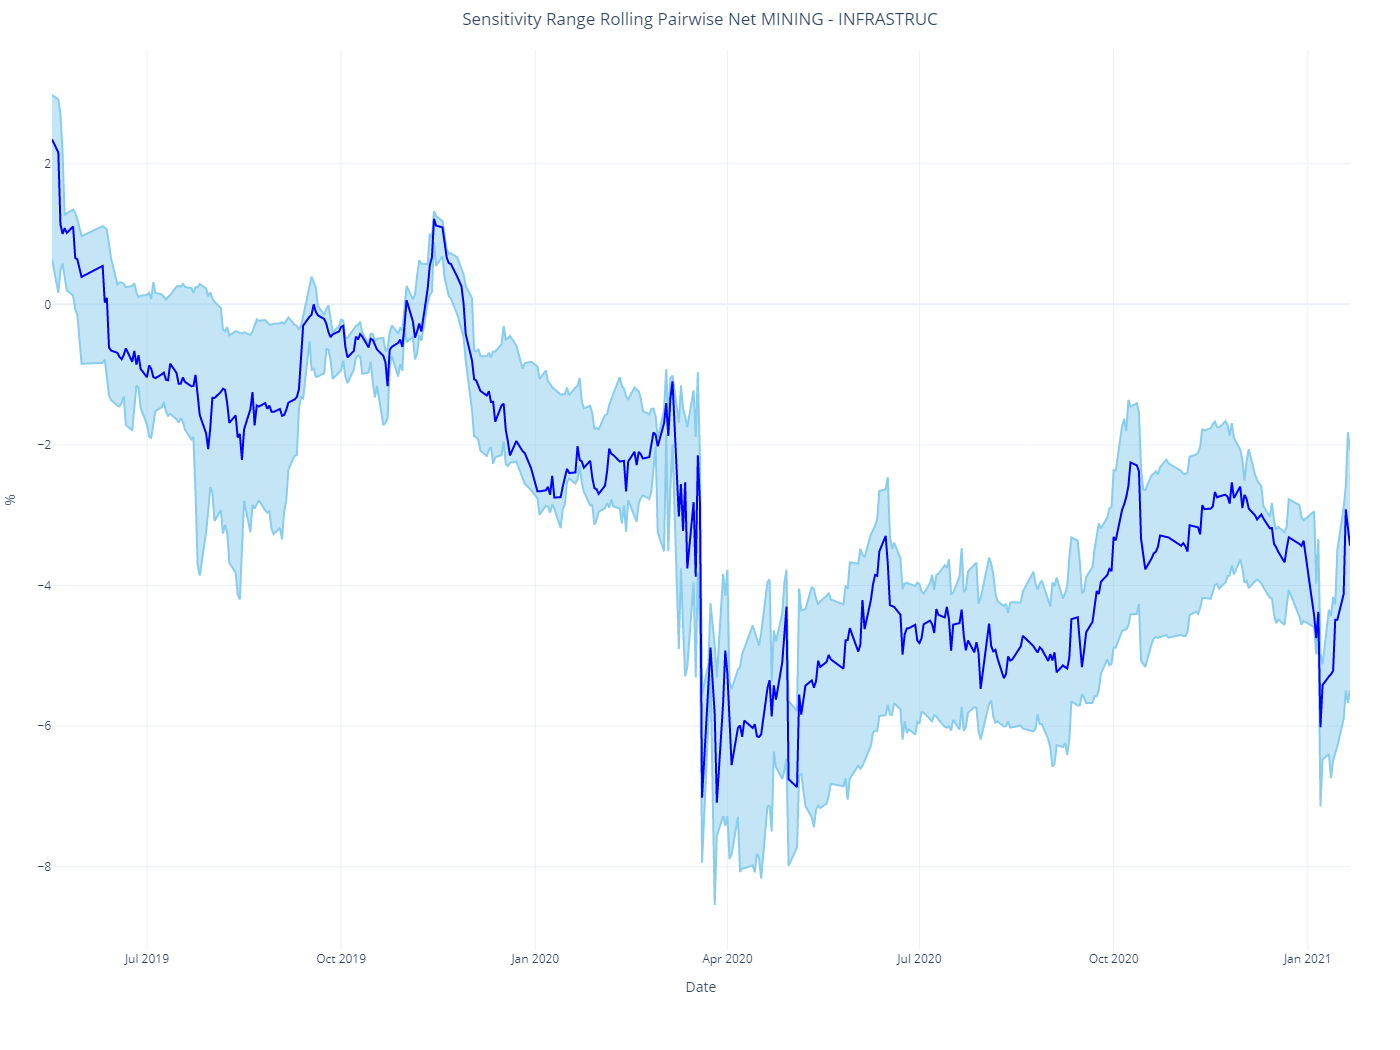 Sensitivity Range Rolling Pairwise Net MINING - INFRASTRUC
2
0
−2
−4
−6
−8
%
Jul 2019
Oct 2019
Jan 2020
Apr 2020
Jul 2020
Oct 2020
Jan 2021
Date